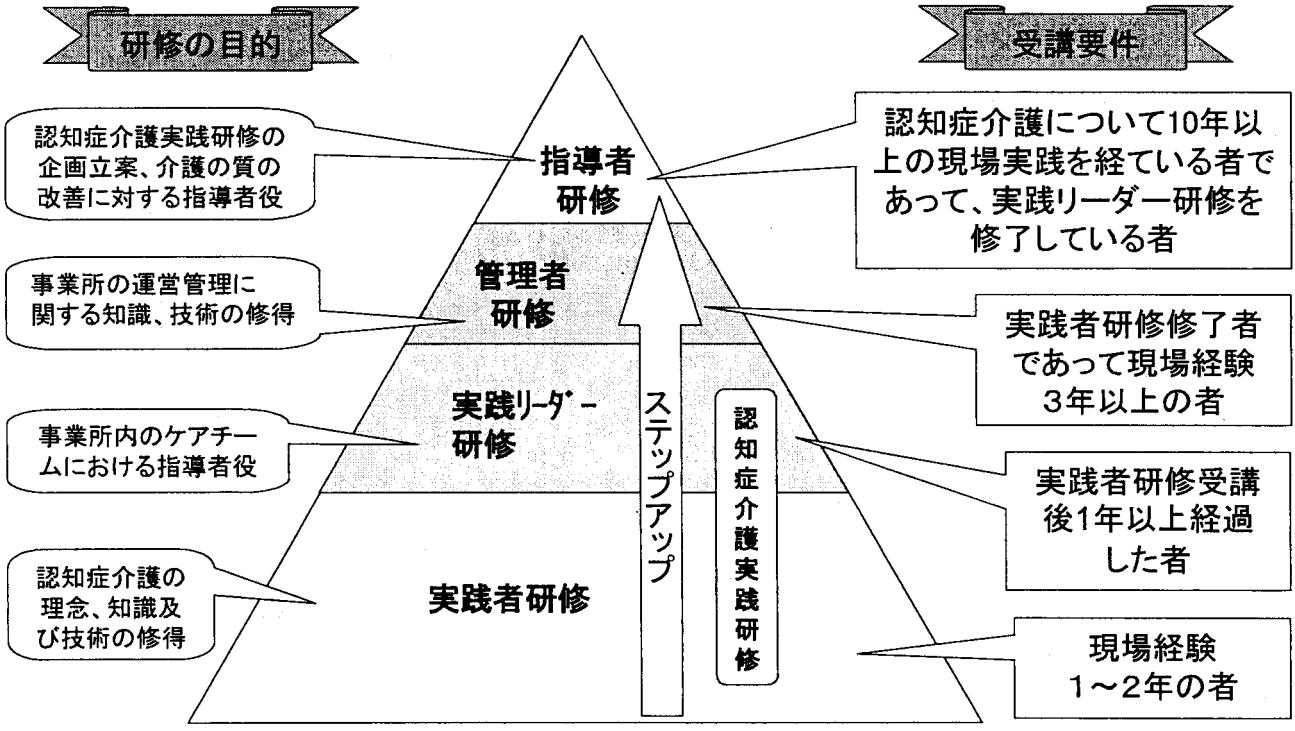 研修の目的
受講要件
認知症介護実践研修の
企画立案、介護の質の
改善に対する指導者役
指導者
研修
認知症介護について10年以
上の現場実践を経ている者で
あって、実践リーダー研修を
修了している者
事業所の運営管理に
関する知識、技術の修得
管理者
研修
実践者研修修了者
であって現場経験
3年以上の者
事業所内のケアチー
ムにおける指導者役
実践ﾘｰﾀﾞｰ
研修
ステップアップ
認知症介護実践研修
実践者研修受講
後1年以上経過
した者
認知症介護の
理念、知識及
び技術の修得
実践者研修
現場経験
1～2年の者